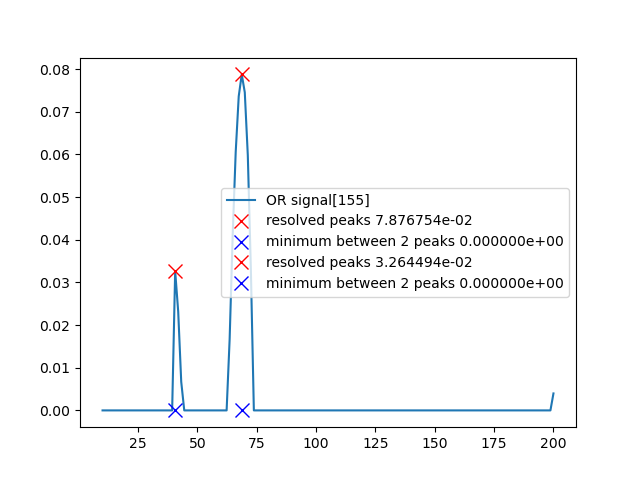 0.08
0.07
0.06
0.05
0.04
0.03
0.02
0.01
0.00
OR signal[155]
resolved peaks 7.876754e-02
minimum between 2 peaks 0.000000e+00
resolved peaks 3.264494e-02
minimum between 2 peaks 0.000000e+00
25 50 75 100 125 150 175 200